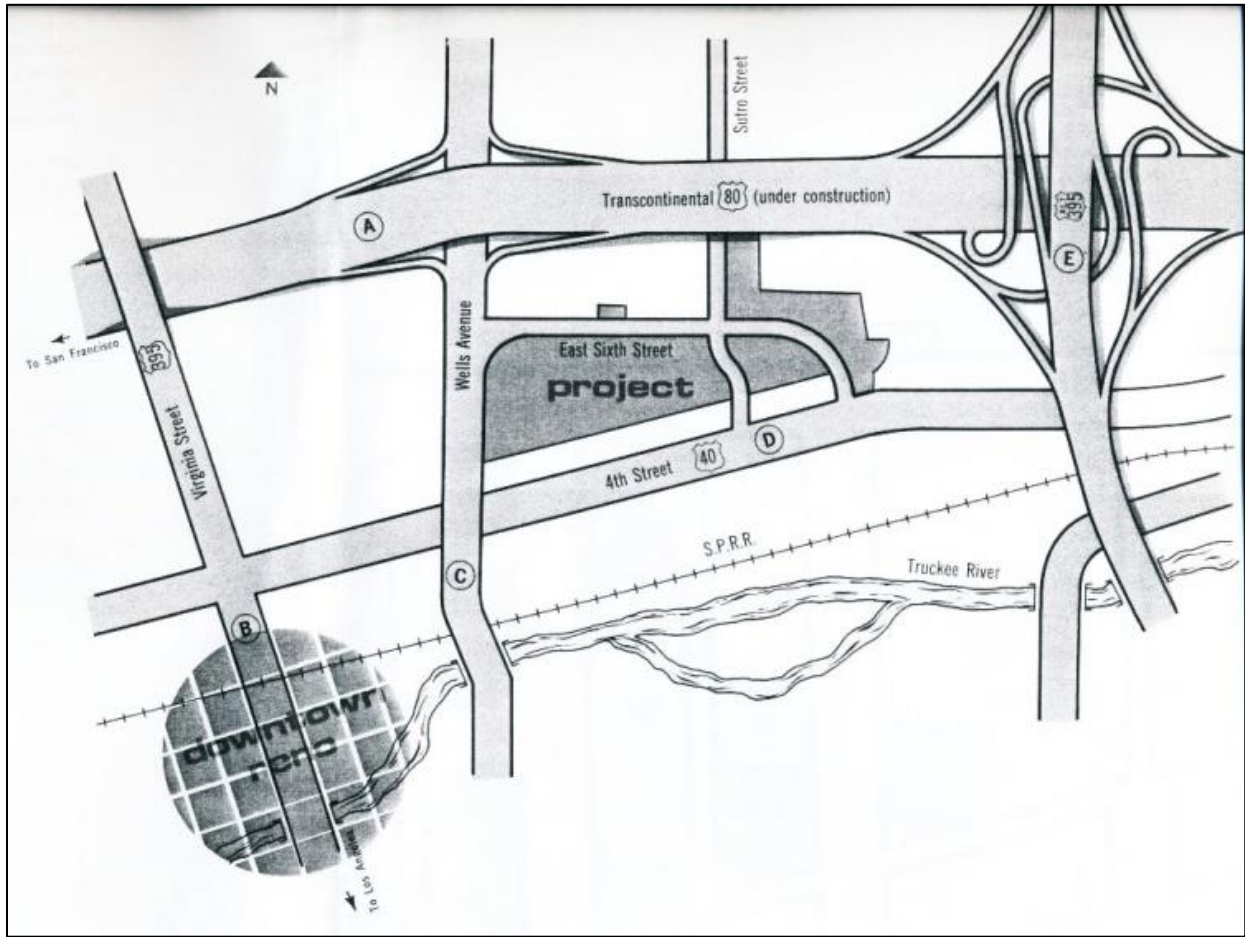 N
Sutro Street
Transcontinental 80 (under construction)
US 395
A
E
To San Francisco
395
Wells Avenue
East Sixth Street
project
Virginia Street
D
4th Street 40
S.P.R.R.
C
Truckee River
B
downtown
reno
To Los Angeles